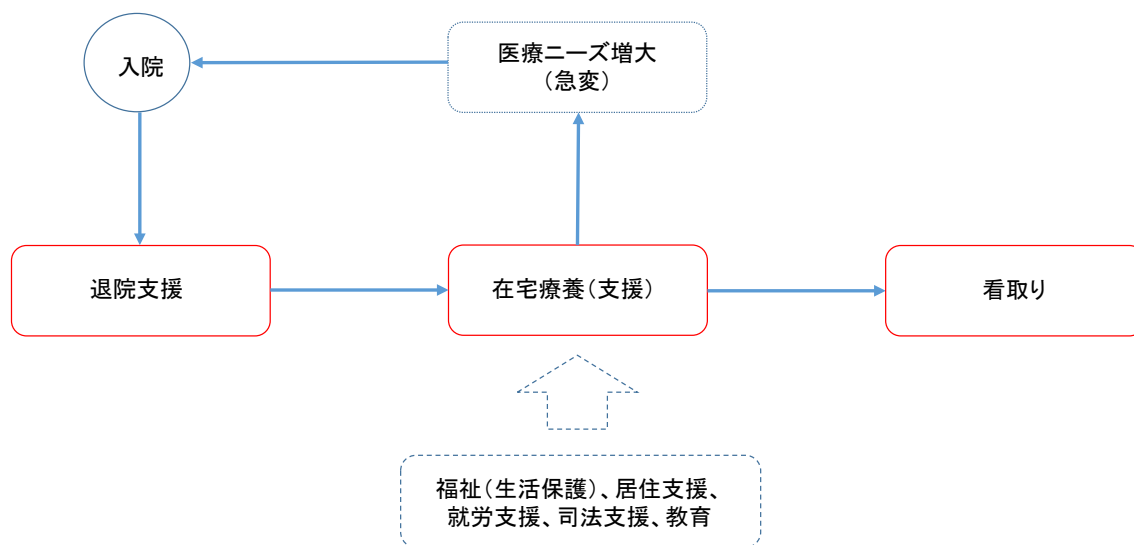 入院
医療ニーズ増大
（急変）
退院支援
在宅療養（支援）
看取り
福祉（生活保護）、居住支援、
就労支援、司法支援、教育